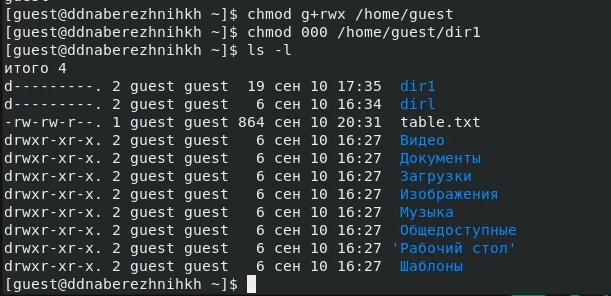 [guest@ddnaberezhnihkh ~]$ chmod g+rwx /home/guest
[guest@ddnaberezhnihkh ~]$ chmod 000 /home/guest/dir1
[guest@ddnaberezhnihkh ~]$ ls -l
итого 4
d---------. 2 guest guest  19 сен 10 17:35  dir1
d---------. 2 guest guest   6 сен 10 16:34  dirl
-rw-rw-r--. 1 guest guest 864 сен 10 20:31  table.txt
drwxr-xr-x. 2 guest guest   6 сен 10 16:27  Видео
drwxr-xr-x. 2 guest guest   6 сен 10 16:27  Документы
drwxr-xr-x. 2 guest guest   6 сен 10 16:27  Загрузки
drwxr-xr-x. 2 guest guest   6 сен 10 16:27  Изображения
drwxr-xr-x. 2 guest guest   6 сен 10 16:27  Музыка
drwxr-xr-x. 2 guest guest   6 сен 10 16:27  Общедоступные
drwxr-xr-x. 2 guest guest   6 сен 10 16:27 'Рабочий стол'
drwxr-xr-x. 2 guest guest   6 сен 10 16:27  Шаблоны
[guest@ddnaberezhnihkh ~]$